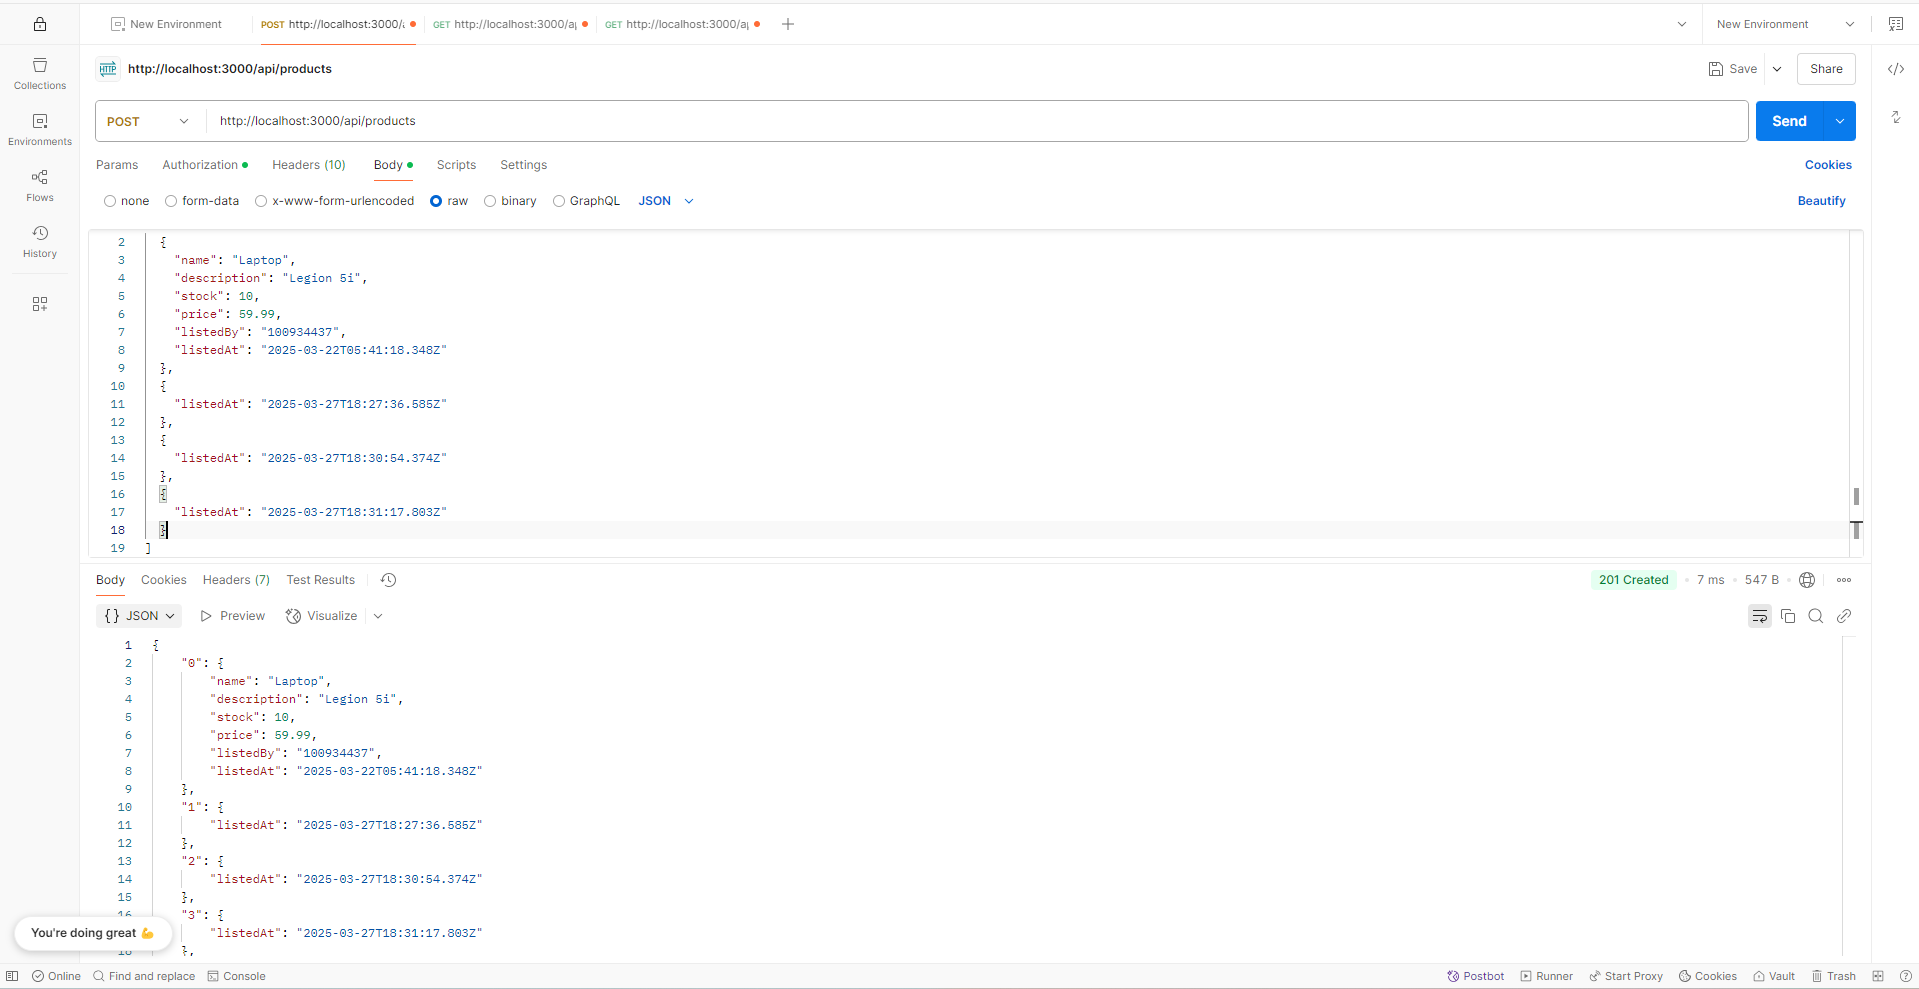 New Environment
POST http://localhost:3000/
GET http://localhost:3000/a
GET http://localhost:3000/a
New Environment
Collections
Environments
Flows
History
HTTP http://localhost:3000/api/products
Save
Share
POST
http://localhost:3000/api/products
Send
Params
Authorization
Headers (10)
Body
Scripts
Settings
Cookies
none
form-data
x-www-form-urlencoded
raw
binary
GraphQL
JSON
Beautify
2 {
3 "name": "Laptop",
4 "description": "Legion 5i",
5 "stock": 10,
6 "price": 59.99,
7 "listedBy": "100934437",
8 "listedAt": "2025-03-22T05:41:18.348Z"
9 },
10 {
11 "listedAt": "2025-03-27T18:27:36.585Z"
12 },
13 {
14 "listedAt": "2025-03-27T18:30:54.374Z"
15 },
16 {
17 "listedAt": "2025-03-27T18:31:17.803Z"
18 }
19 ]
Body
Cookies
Headers (7)
Test Results
201 Created
7 ms
547 B
{ } JSON
Preview
Visualize
1 {
2 "0": {
3 "name": "Laptop",
4 "description": "Legion 5i",
5 "stock": 10,
6 "price": 59.99,
7 "listedBy": "100934437",
8 "listedAt": "2025-03-22T05:41:18.348Z"
9 },
10 "1": {
11 "listedAt": "2025-03-27T18:27:36.585Z"
12 },
13 "2": {
14 "listedAt": "2025-03-27T18:30:54.374Z"
15 },
16 "3": {
"listedAt": "2025-03-27T18:31:17.803Z"
18 },
You're doing great 💪
Online
Find and replace
Console
Postbot
Runner
Start Proxy
Cookies
Vault
Trash